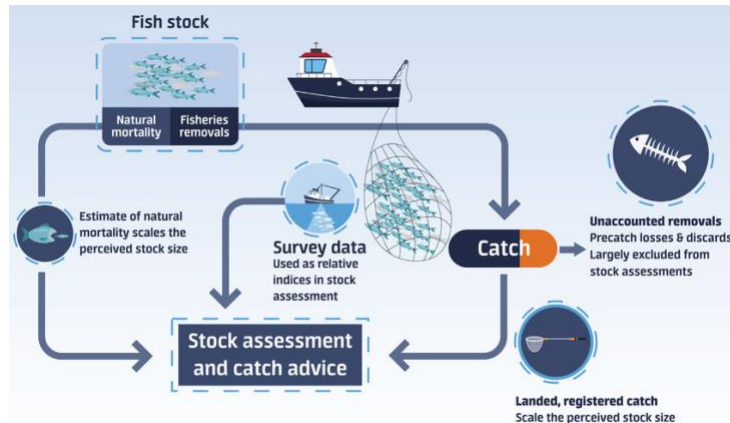 Fish stock
Natural
mortality
Fisheries
removals
Estimate of natural
mortality scales the
perceived stock size
Survey data
Used as relative
indices in stock
assessment
Catch
Unaccounted removals
Precatch losses & discards
Largely excluded from
stock assessments
Stock assessment
and catch advice
Landed, registered catch
Scale the perceived stock size